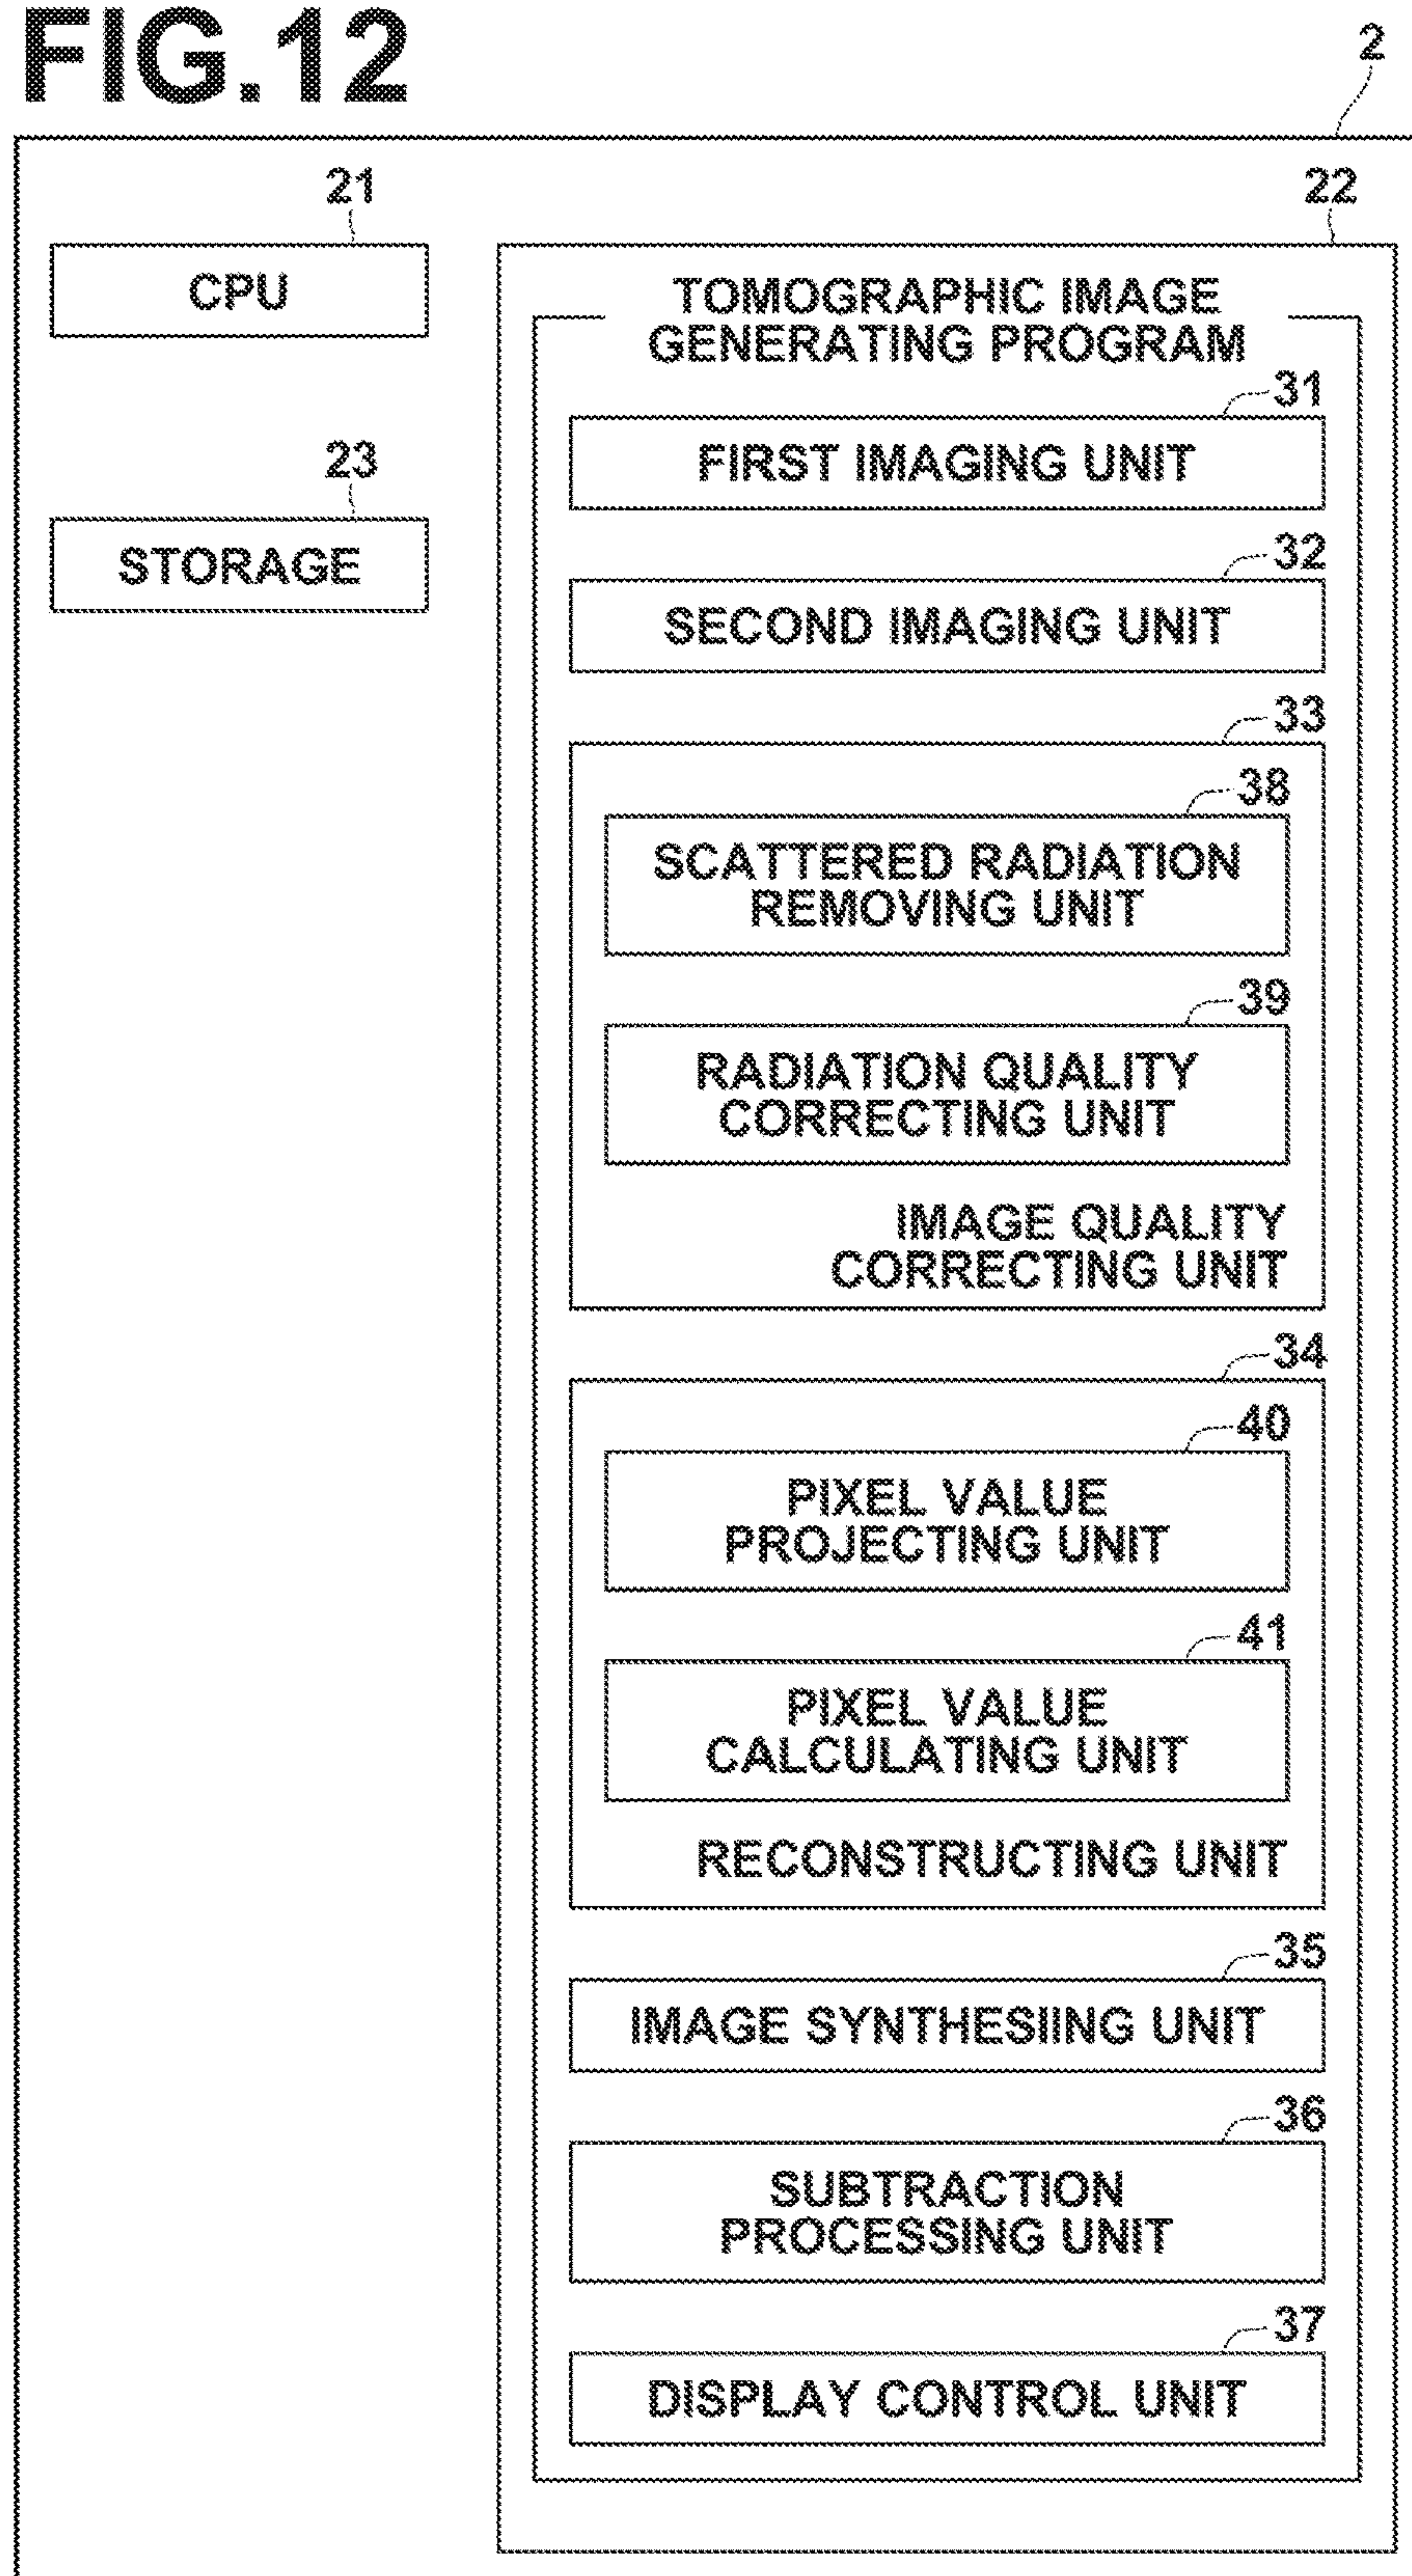 FIG.12
2
21
CPU
23
STORAGE
22
TOMOGRAPHIC IMAGE
GENERATING PROGRAM
31
FIRST IMAGING UNIT
32
SECOND IMAGING UNIT
33
38
SCATTERED RADIATION
REMOVING UNIT
39
RADIATION QUALITY
CORRECTING UNIT
IMAGE QUALITY
CORRECTING UNIT
34
40
PIXEL VALUE
PROJECTING UNIT
41
PIXEL VALUE
CALCULATING UNIT
RECONSTRUCTING UNIT
35
IMAGE SYNTHESIING UNIT
36
SUBTRACTION
PROCESSING UNIT
37
DISPLAY CONTROL UNIT